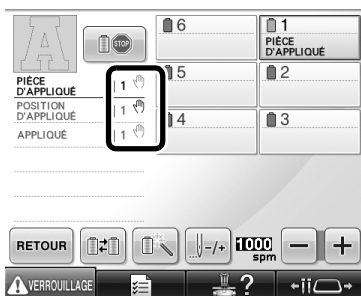 A
STOP
6
1
PIÈCE
D'APPLIQUÉ
PIÈCE
D'APPLIQUÉ
1
5
2
POSITION
D'APPLIQUÉ
1
APPLIQUÉ
1
4
3
RETOUR
-/+
1000
spm
-
+
VERROUILLAGE
?